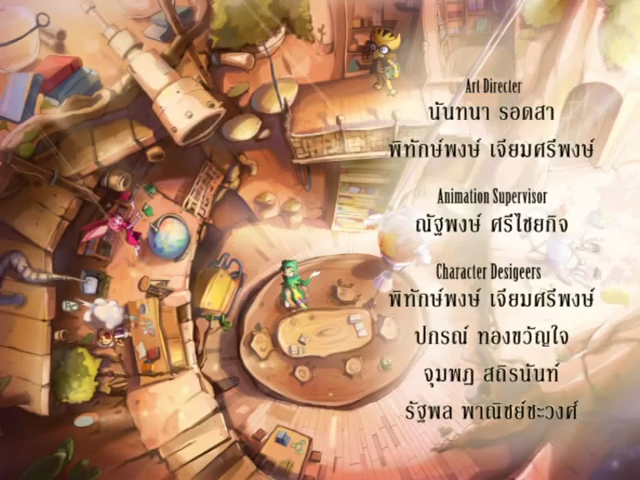 Art Directer
นันทนา รอดสา
พิทักษ์พงษ์ เจียมศรีพงษ์
Animation Supervisor
ณัฐพงษ์ ศรีไชยกิจ
Character Desigeers
พิทักษ์พงษ์ เจียมศรีพงษ์
ปกรณ์ ทองขวัญใจ
จุมพฏ สถิรนันท์
รัฐพล พาณิชย์ชะวงศ์